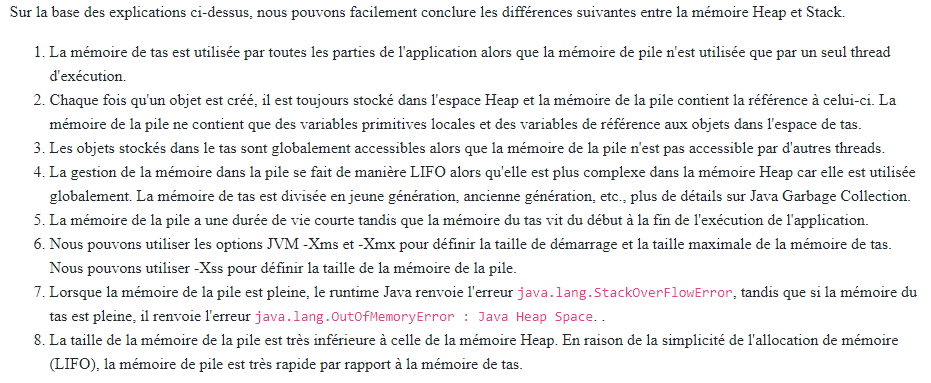 Sur la base des explications ci-dessus, nous pouvons facilement conclure les différences suivantes entre la mémoire Heap et Stack.
1. La mémoire de tas est utilisée par toutes les parties de l'application alors que la mémoire de pile n'est utilisée que par un seul thread
d'exécution.
2. Chaque fois qu'un objet est créé, il est toujours stocké dans l'espace Heap et la mémoire de la pile contient la référence à celui-ci. La
mémoire de la pile ne contient que des variables primitives locales et des variables de référence aux objets dans l'espace de tas.
3. Les objets stockés dans le tas sont globalement accessibles alors que la mémoire de la pile n'est pas accessible par d'autres threads.
4. La gestion de la mémoire dans la pile se fait de manière LIFO alors qu'elle est plus complexe dans la mémoire Heap car elle est utilisée
globalement. La mémoire de tas est divisée en jeune génération, ancienne génération, etc., plus de détails sur Java Garbage Collection.
5. La mémoire de la pile a une durée de vie courte tandis que la mémoire du tas vit du début à la fin de l'exécution de l'application.
6. Nous pouvons utiliser les options JVM -Xms et -Xmx pour définir la taille de démarrage et la taille maximale de la mémoire de tas.
Nous pouvons utiliser -Xss pour définir la taille de la mémoire de la pile.
7. Lorsque la mémoire de la pile est pleine, le runtime Java renvoie l'erreur java.lang.StackOverFlowError, tandis que si la mémoire du
tas est pleine, il renvoie l'erreur java.lang.OutOfMemoryError : Java Heap Space. .
8. La taille de la mémoire de la pile est très inférieure à celle de la mémoire Heap. En raison de la simplicité de l'allocation de mémoire
(LIFO), la mémoire de pile est très rapide par rapport à la mémoire de tas.